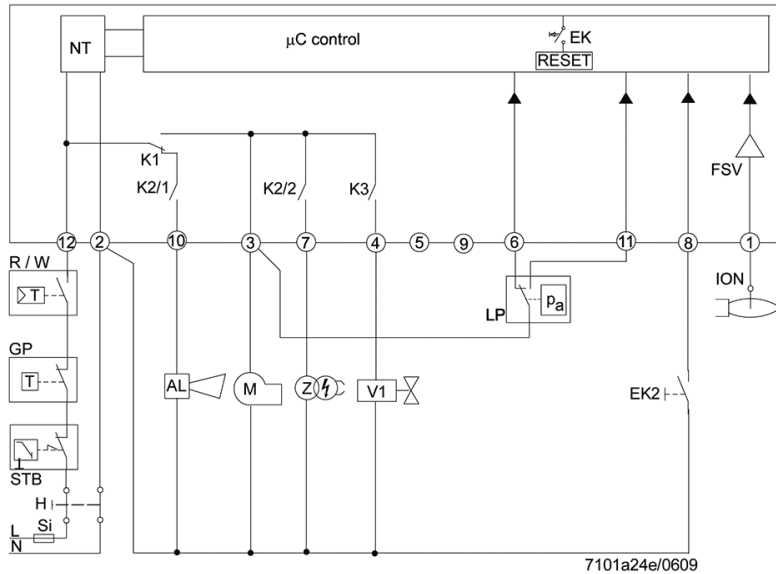 NT
µC control
EK
RESET
FSV
K1
K2/1
K2/2
K3
12
2
10
3
7
4
5
9
6
11
8
1
R / W
T
LP
pa
ION
GP
T
AL
M
Z
V1
EK2
STB
H
Si
L
N
7101a24e/0609